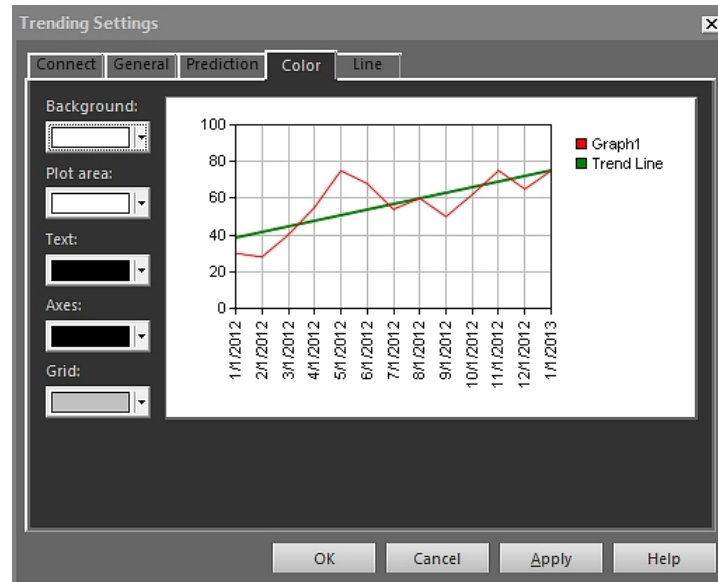 Trending Settings
Connect General Prediction Color Line
Background:
Plot area:
Text:
Axes:
Grid:
100
80
60
40
20
0
1/1/2012
2/1/2012
3/1/2012
4/1/2012
5/1/2012
6/1/2012
7/1/2012
8/1/2012
9/1/2012
10/1/2012
11/1/2012
12/1/2012
1/1/2013
Graph1
Trend Line
OK Cancel Apply Help